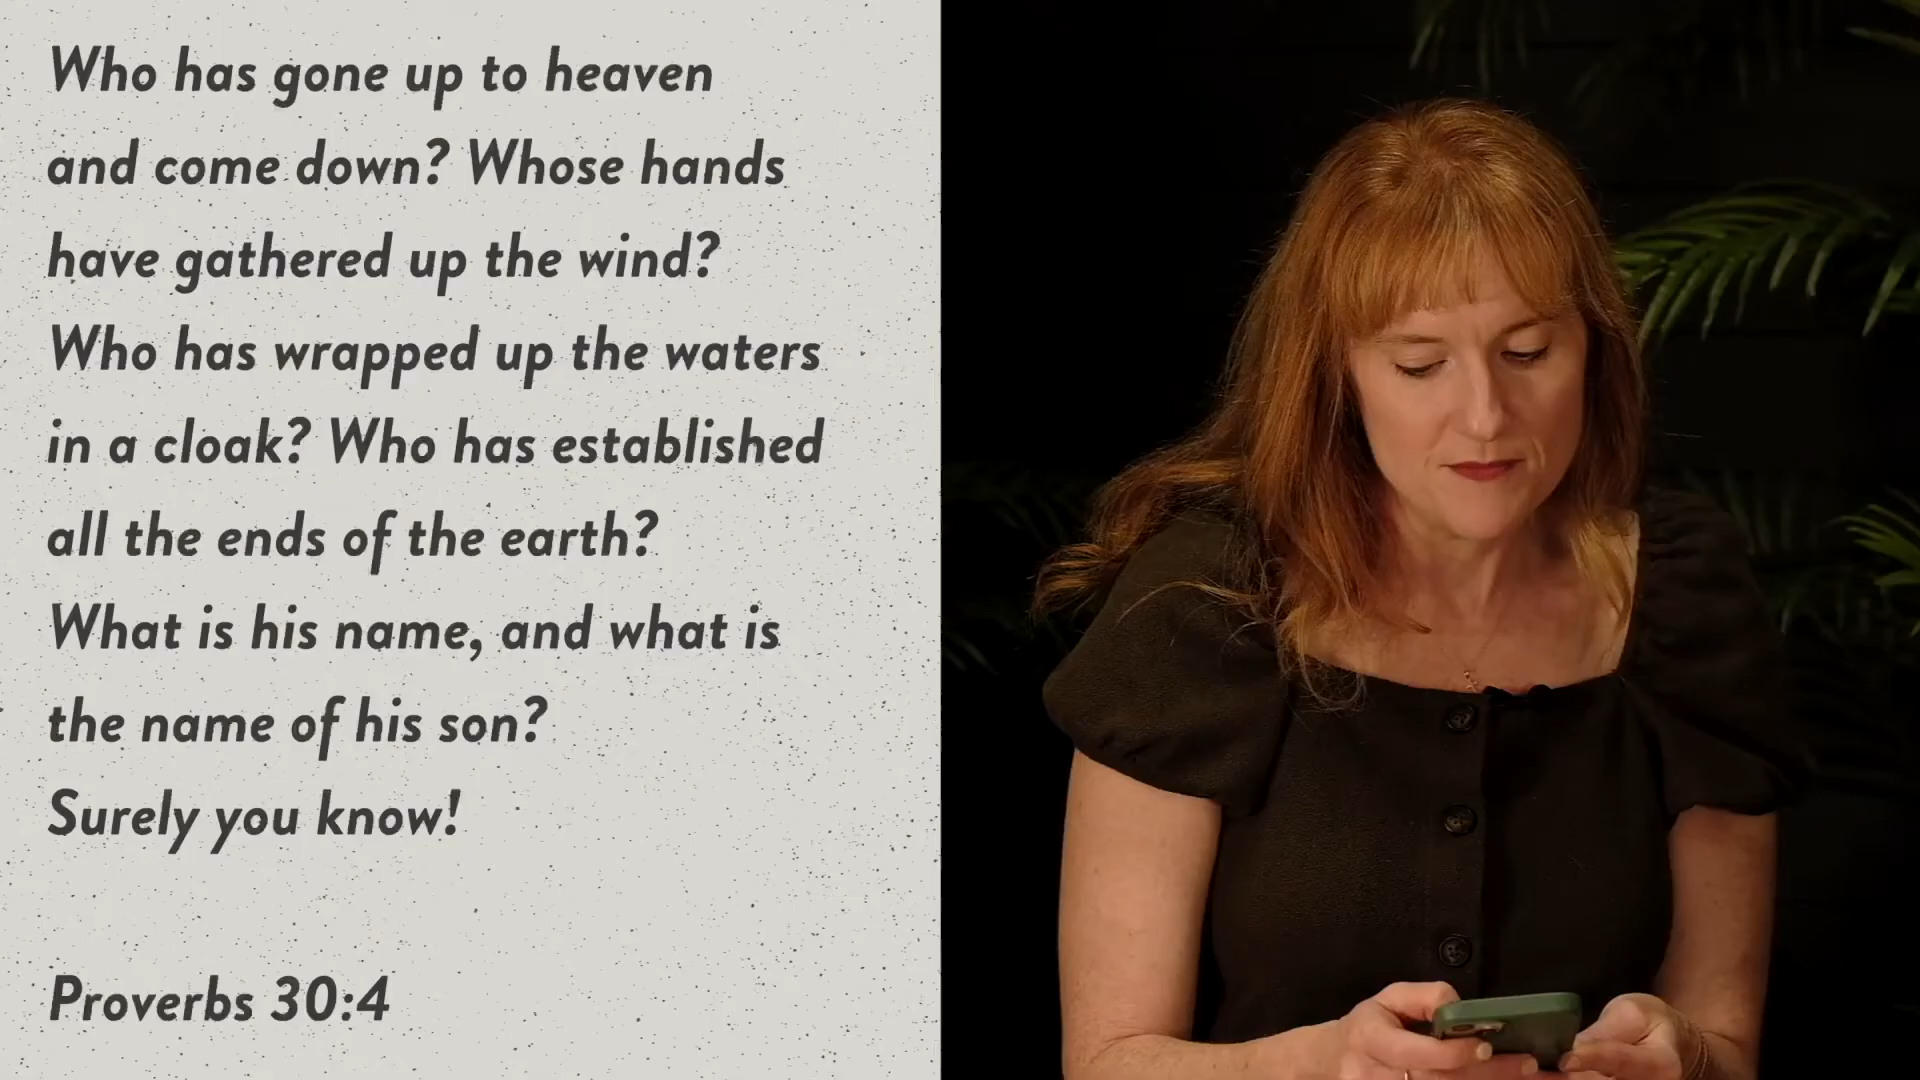 Who has gone up to heaven
and come down? Whose hands
have gathered up the wind?
Who has wrapped up the waters
in a cloak? Who has established
all the ends of the earth?
What is his name, and what is
the name of his son?
Surely you know!
Proverbs 30:4